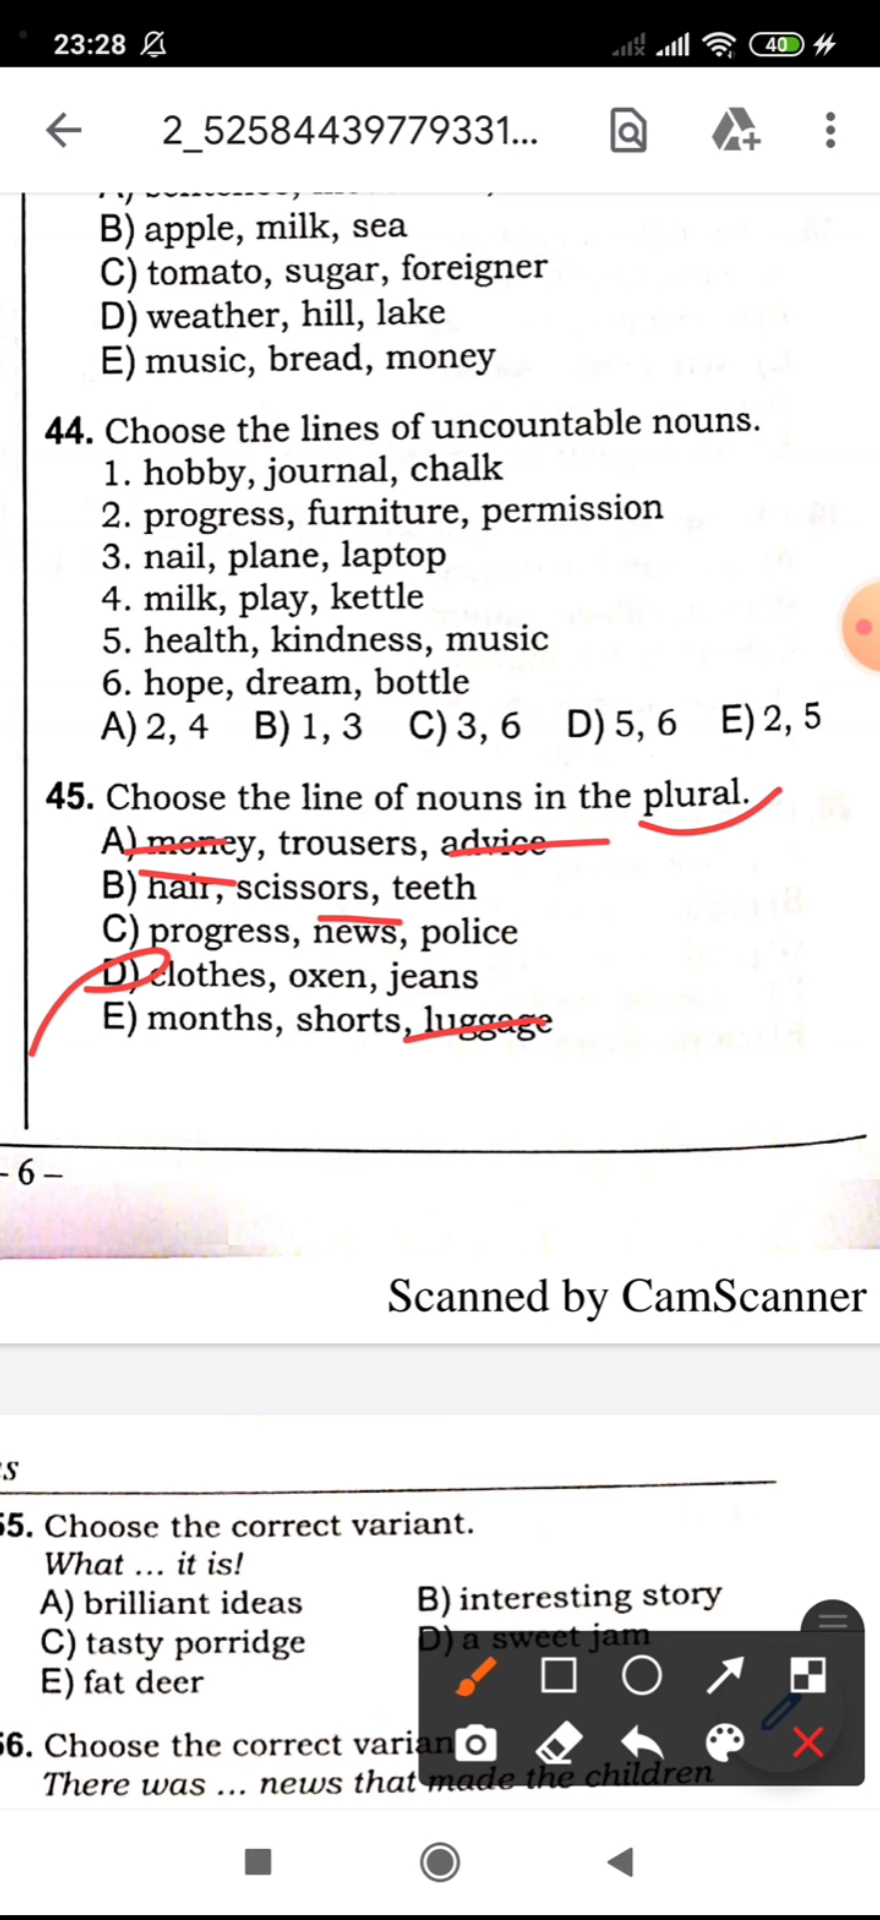 23:28
40
2_52584439779331...
B) apple, milk, sea
C) tomato, sugar, foreigner
D) weather, hill, lake
E) music, bread, money
44. Choose the lines of uncountable nouns.
1. hobby, journal, chalk
2. progress, furniture, permission
3. nail, plane, laptop
4. milk, play, kettle
5. health, kindness, music
6. hope, dream, bottle
A) 2, 4 B) 1, 3 C) 3, 6 D) 5, 6 E) 2, 5
45. Choose the line of nouns in the plural.
A) money, trousers, advice
B) hair, scissors, teeth
C) progress, news, police
D) clothes, oxen, jeans
E) months, shorts, luggage
- 6 –
Scanned by CamScanner
s
55. Choose the correct variant.
What ... it is!
A) brilliant ideas B) interesting story
C) tasty porridge D) a sweet jam
E) fat deer
56. Choose the correct varian
There was ... news that made the children